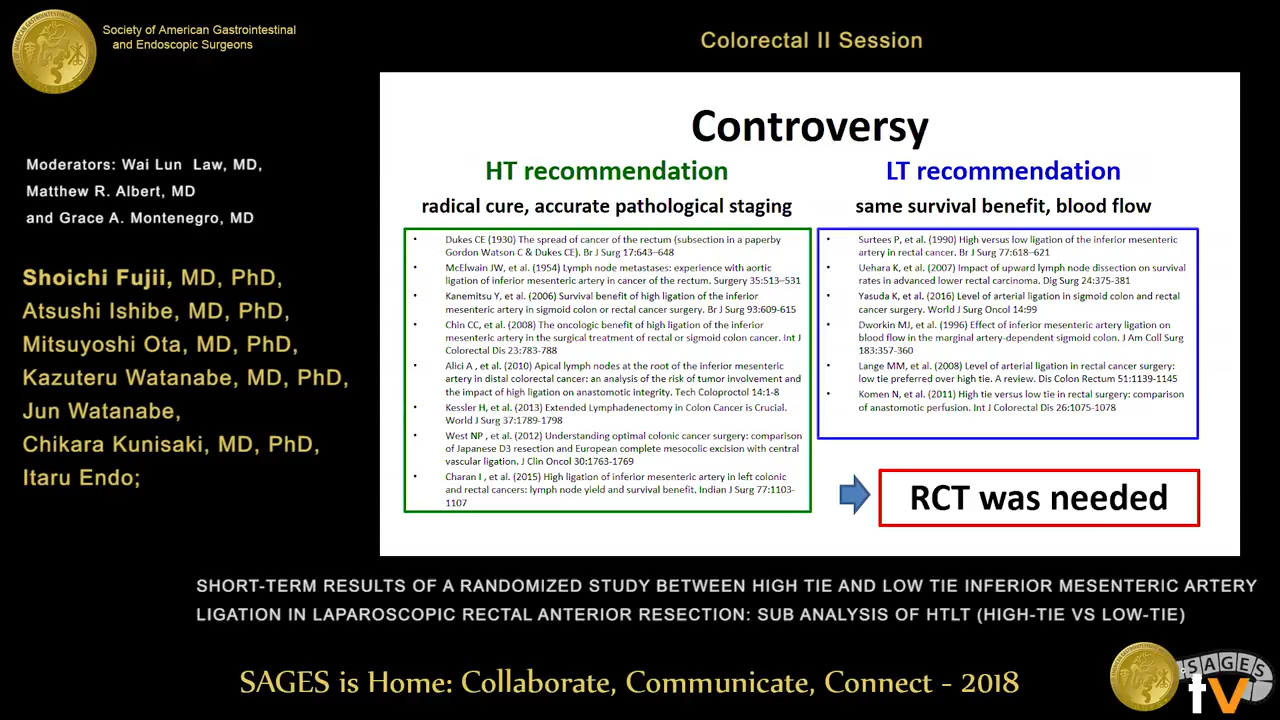 Society of American Gastrointestinal
and Endoscopic Surgeons
Colorectal II Session
Moderators: Wai Lun Law, MD,
Matthew R. Albert, MD
and Grace A. Montenegro, MD
Shoichi Fujii, MD, PhD,
Atsushi Ishibe, MD, PhD,
Mitsuyoshi Ota, MD, PhD,
Kazuteru Watanabe, MD, PhD,
Jun Watanabe,
Chikara Kunisaki, MD, PhD,
Itaru Endo;
Controversy
HT recommendation
radical cure, accurate pathological staging
• Dukes CE (1930) The spread of cancer of the rectum (subsection in a paperby
Gordon Watson C & Dukes CE). Br J Surg 17:643–648
• McElwain JW, et al. (1954) Lymph node metastases: experience with aortic
ligation of inferior mesenteric artery in cancer of the rectum. Surgery 35:513–531
• Kanemitsu Y, et al. (2006) Survival benefit of high ligation of the inferior
mesenteric artery in sigmoid colon or rectal cancer surgery. Br J Surg 93:609-615
• Chin CC, et al. (2008) The oncologic benefit of high ligation of the inferior
mesenteric artery in the surgical treatment of rectal or sigmoid colon cancer. Int J
Colorectal Dis 23:783-788
• Alici A , et al. (2010) Apical lymph nodes at the root of the inferior mesenteric
artery in distal colorectal cancer: an analysis of the risk of tumor involvement and
the impact of high ligation on anastomotic integrity. Tech Coloproctol 14:1-8
• Kessler H, et al. (2013) Extended Lymphadenectomy in Colon Cancer is Crucial.
World J Surg 37:1789-1798
• West NP , et al. (2012) Understanding optimal colonic cancer surgery: comparison
of Japanese D3 resection and European complete mesocolic excision with central
vascular ligation. J Clin Oncol 30:1763-1769
• Charan I , et al. (2015) High ligation of inferior mesenteric artery in left colonic
and rectal cancers: lymph node yield and survival benefit. Indian J Surg 77:1103-
1107
LT recommendation
same survival benefit, blood flow
• Surtees P, et al. (1990) High versus low ligation of the inferior mesenteric
artery in rectal cancer. Br J Surg 77:618–621
• Uehara K, et al. (2007) Impact of upward lymph node dissection on survival
rates in advanced lower rectal carcinoma. Dig Surg 24:375-381
• Yasuda K, et al. (2016) Level of arterial ligation in sigmoid colon and rectal
cancer surgery. World J Surg Oncol 14:99
• Dworkin MJ, et al. (1996) Effect of inferior mesenteric artery ligation on
blood flow in the marginal artery-dependent sigmoid colon. J Am Coll Surg
183:357-360
• Lange MM, et al. (2008) Level of arterial ligation in rectal cancer surgery:
low tie preferred over high tie. A review. Dis Colon Rectum 51:1139-1145
• Komen N, et al. (2011) High tie versus low tie in rectal surgery: comparison
of anastomotic perfusion. Int J Colorectal Dis 26:1075-1078
RCT was needed
SHORT-TERM RESULTS OF A RANDOMIZED STUDY BETWEEN HIGH TIE AND LOW TIE INFERIOR MESENTERIC ARTERY
LIGATION IN LAPAROSCOPIC RECTAL ANTERIOR RESECTION: SUB ANALYSIS OF HTLT (HIGH-TIE VS LOW-TIE)
SAGES is Home: Collaborate, Communicate, Connect - 2018
SAGES
tv